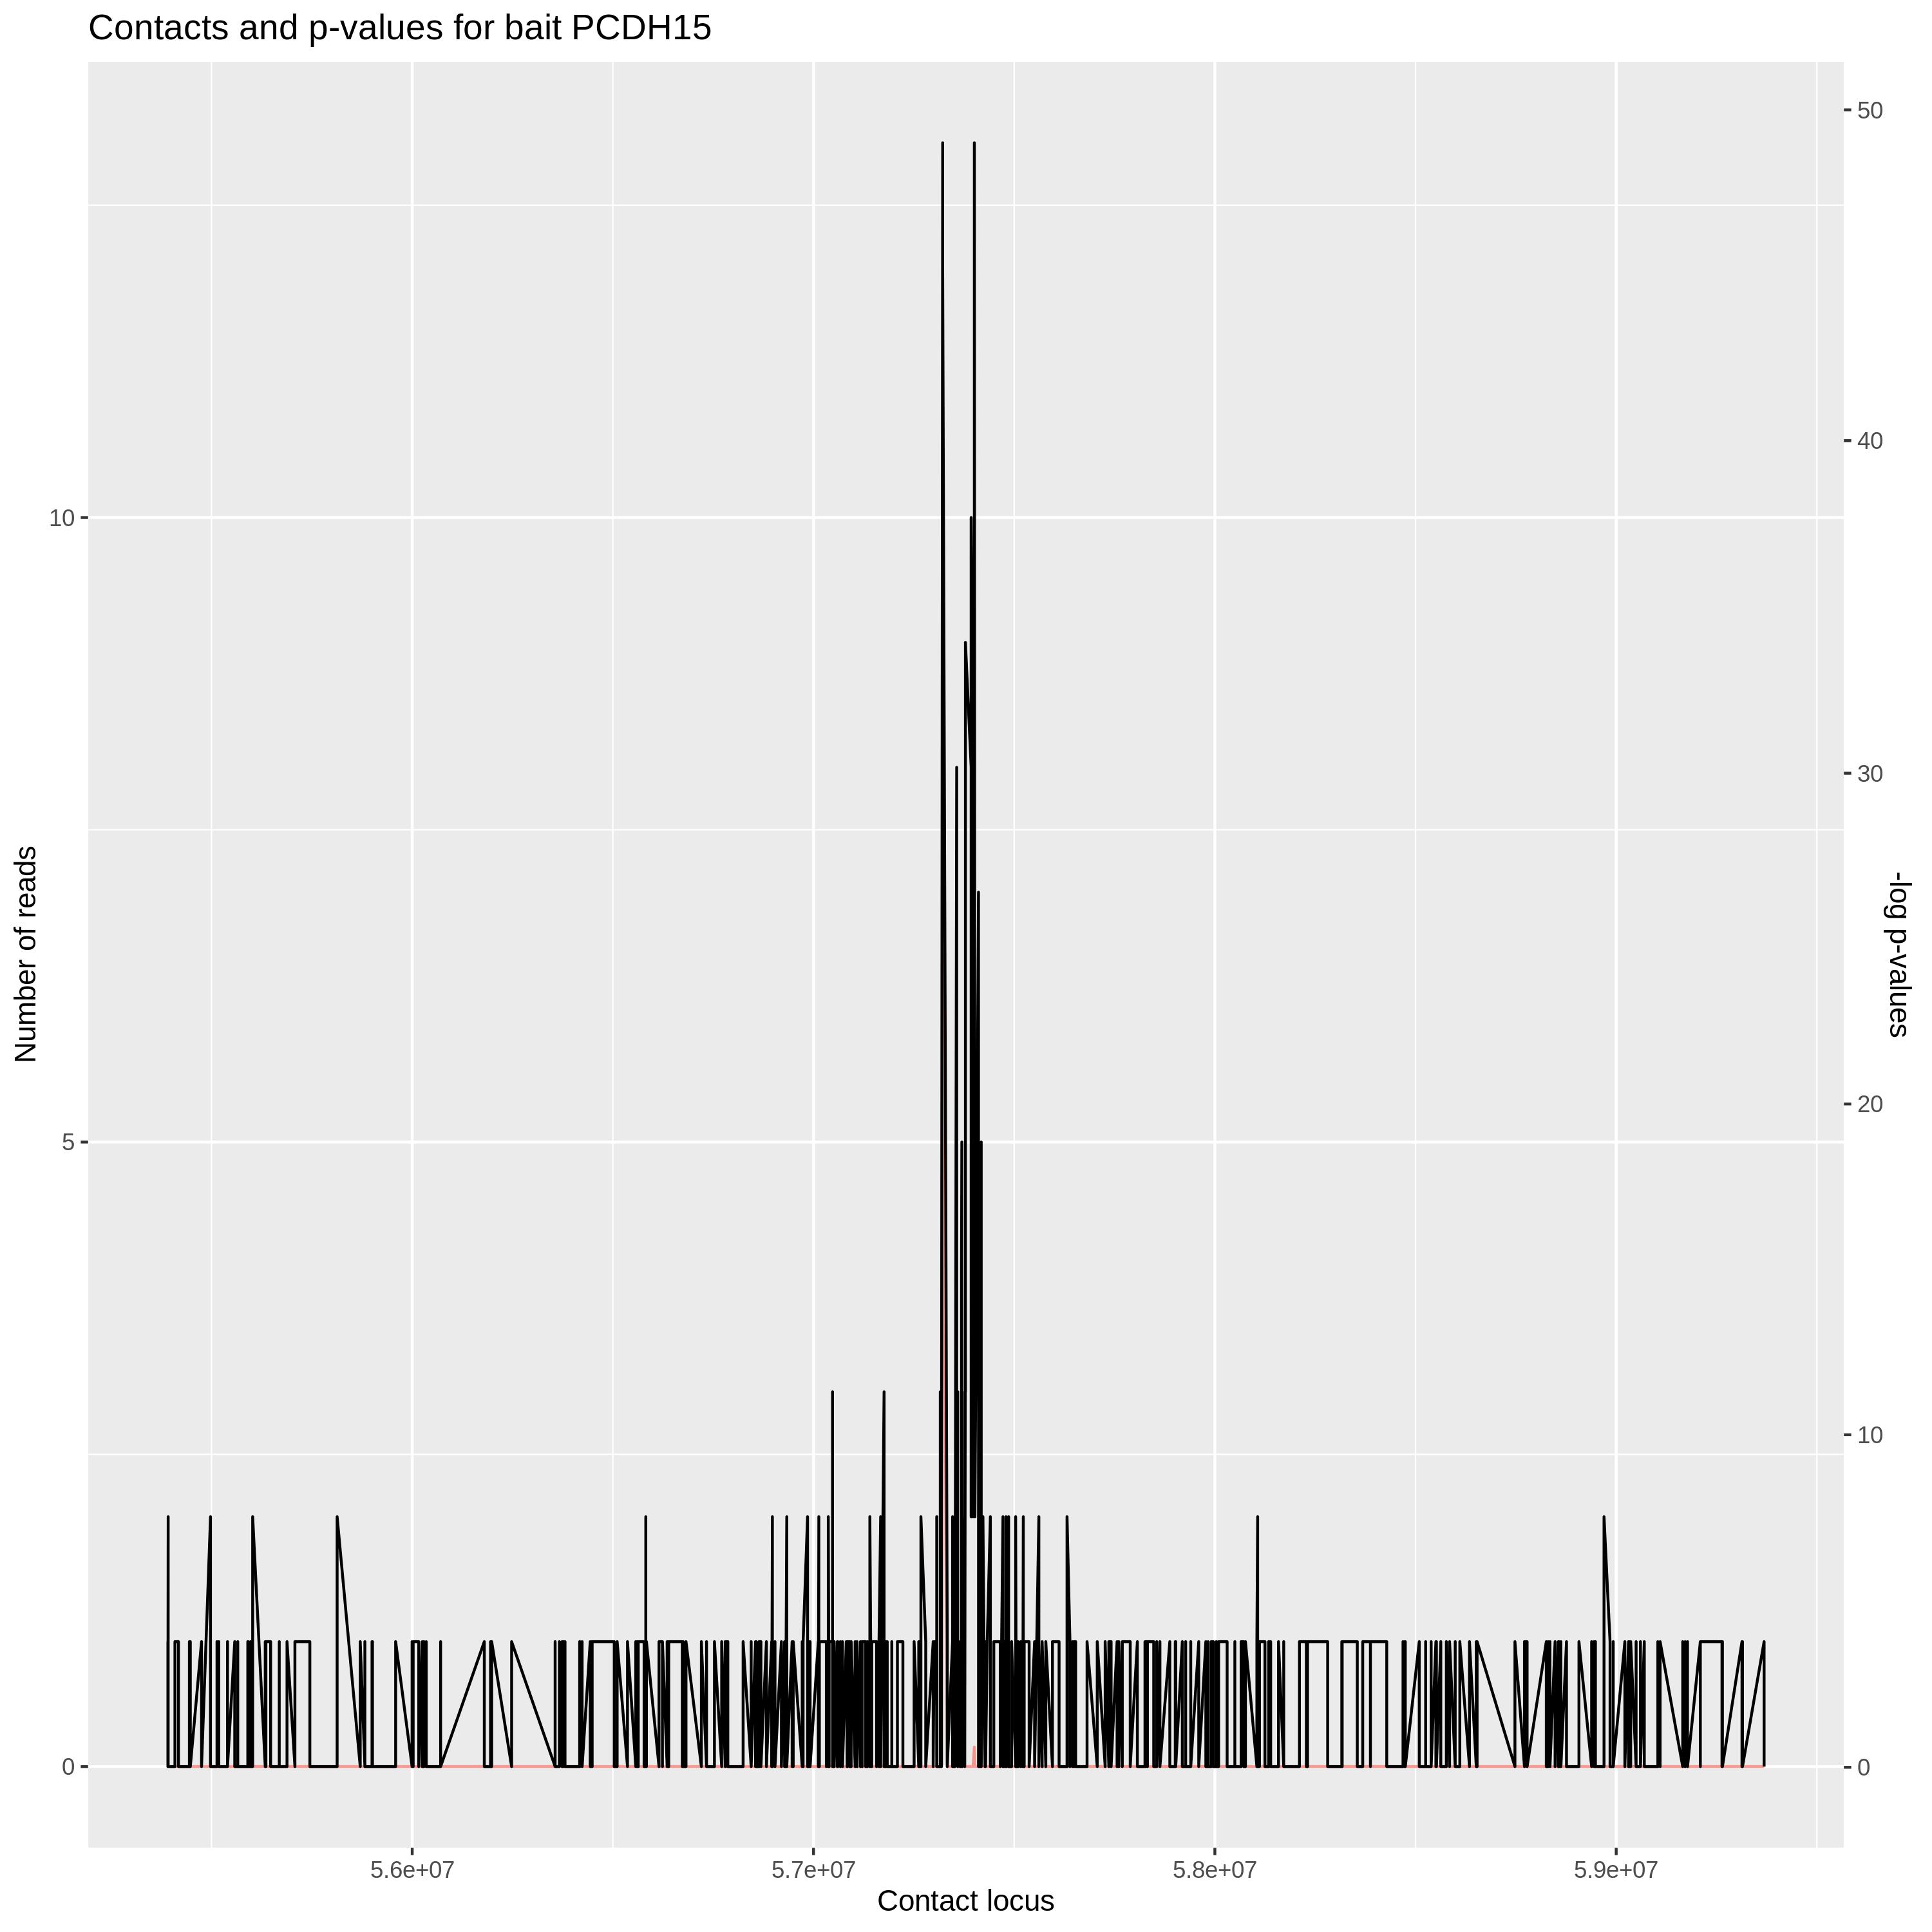 Contacts and p-values for bait PCDH15
50
40
10
30
Number of reads
-log p-values
20
5
10
0
0
5.6e+07
5.7e+07
5.8e+07
5.9e+07
Contact locus